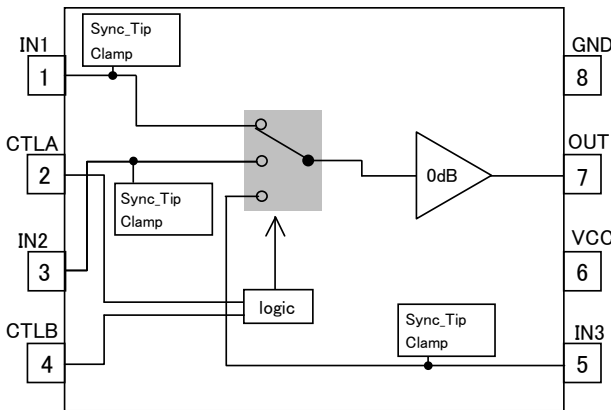 Sync_Tip
Clamp
IN1
1
GND
8
CTLA
2
OUT
7
0dB
Sync_Tip
Clamp
IN2
3
VCC
6
logic
CTLB
4
Sync_Tip
Clamp
IN3
5